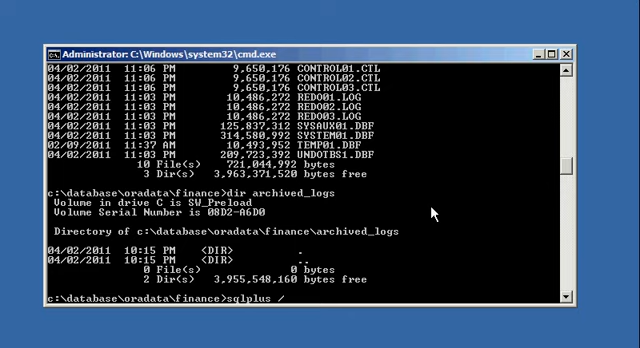 Administrator: C:\Windows\system32\cmd.exe
04/02/2011 11:06 PM 9,650,176 CONTROL01.CTL
04/02/2011 11:06 PM 9,650,176 CONTROL02.CTL
04/02/2011 11:06 PM 9,650,176 CONTROL03.CTL
04/02/2011 11:03 PM 10,486,272 REDO01.LOG
04/02/2011 11:03 PM 10,486,272 REDO02.LOG
04/02/2011 11:03 PM 10,486,272 REDO03.LOG
04/02/2011 11:03 PM 125,837,312 SYSAUX01.DBF
04/02/2011 11:03 PM 314,580,992 SYSTEM01.DBF
02/09/2011 11:37 AM 10,493,952 TEMP01.DBF
04/02/2011 11:03 PM 209,723,392 UNDOTBS1.DBF
10 File(s) 721,044,992 bytes
3 Dir(s) 3,963,371,520 bytes free
c:\database\oradata\finance>dir archived_logs
Volume in drive C is SW_Preload
Volume Serial Number is 08D2-A6D0
Directory of c:\database\oradata\finance\archived_logs
04/02/2011 10:15 PM <DIR> .
04/02/2011 10:15 PM <DIR> ..
0 File(s) 0 bytes
2 Dir(s) 3,955,548,160 bytes free
c:\database\oradata\finance>sqlplus /